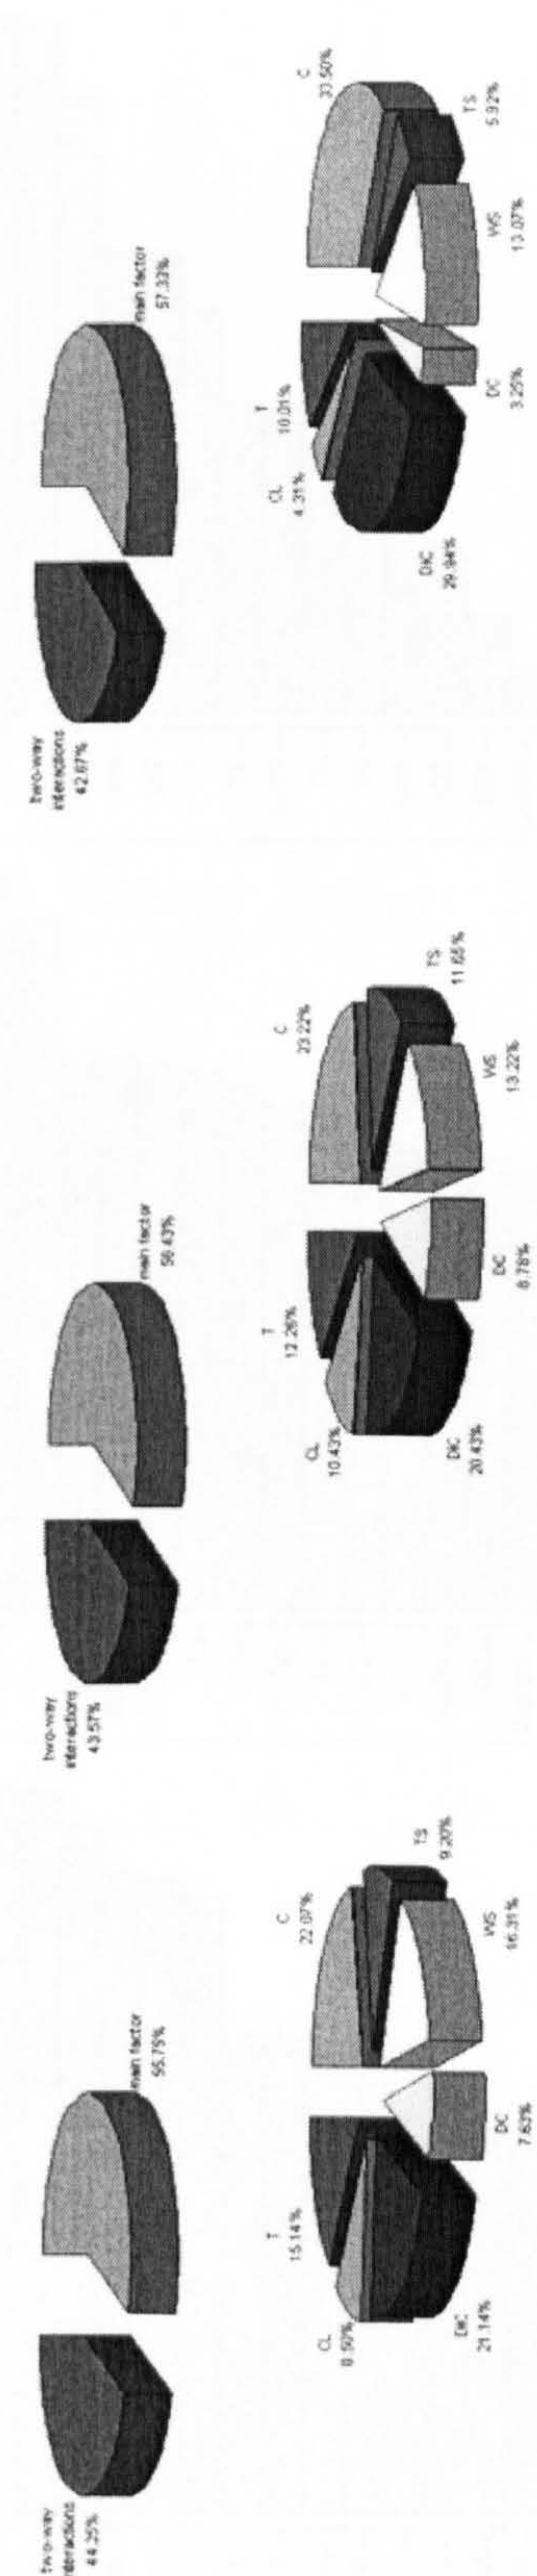 two-way
interactions
44.25%
main factor
55.75%
two-way
interactions
43.57%
main factor
56.43%
two-way
interactions
42.67%
main factor
57.33%
T
15.14%
C
22.07%
CL
8.50%
TS
9.20%
DIC
21.14%
DC
7.63%
WS
16.31%
T
12.26%
C
23.22%
CL
10.43%
TS
11.65%
DIC
20.43%
DC
8.78%
WS
13.22%
T
10.01%
C
33.50%
CL
4.31%
TS
5.92%
DIC
29.94%
DC
3.25%
WS
13.07%